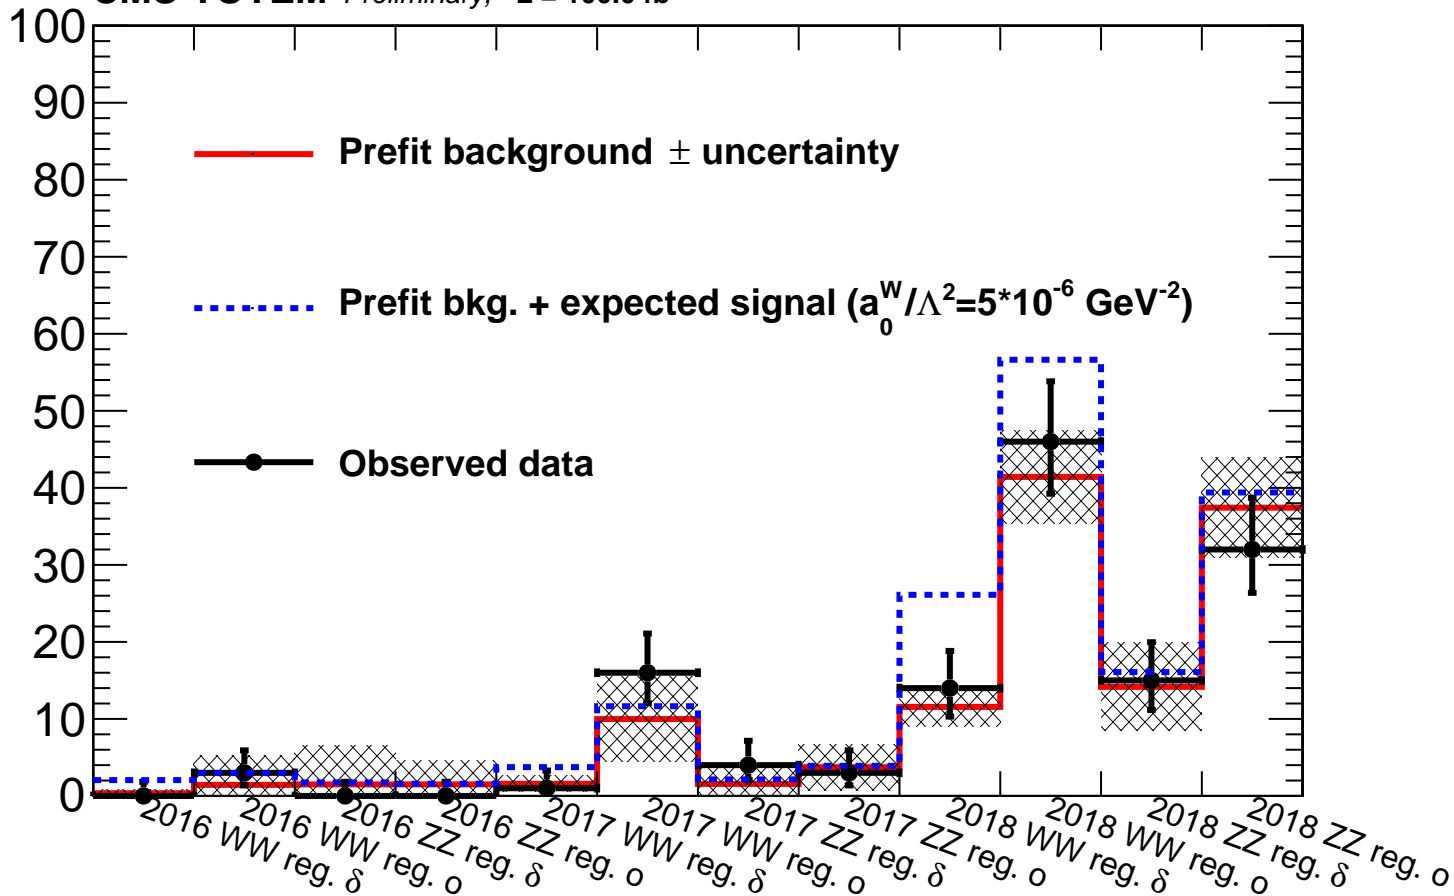 100
90
80
70
60
50
40
30
20
10
0
Prefit background ± uncertainty
Prefit bkg. + expected signal (a₀ᵂ/Λ²=5*10⁻⁶ GeV⁻²)
Observed data
2016 WW reg. δ
2016 WW reg. o
2016 ZZ reg. δ
2016 ZZ reg. o
2017 WW reg. δ
2017 WW reg. o
2017 ZZ reg. δ
2017 ZZ reg. o
2018 WW reg. δ
2018 WW reg. o
2018 ZZ reg. δ
2018 ZZ reg. o